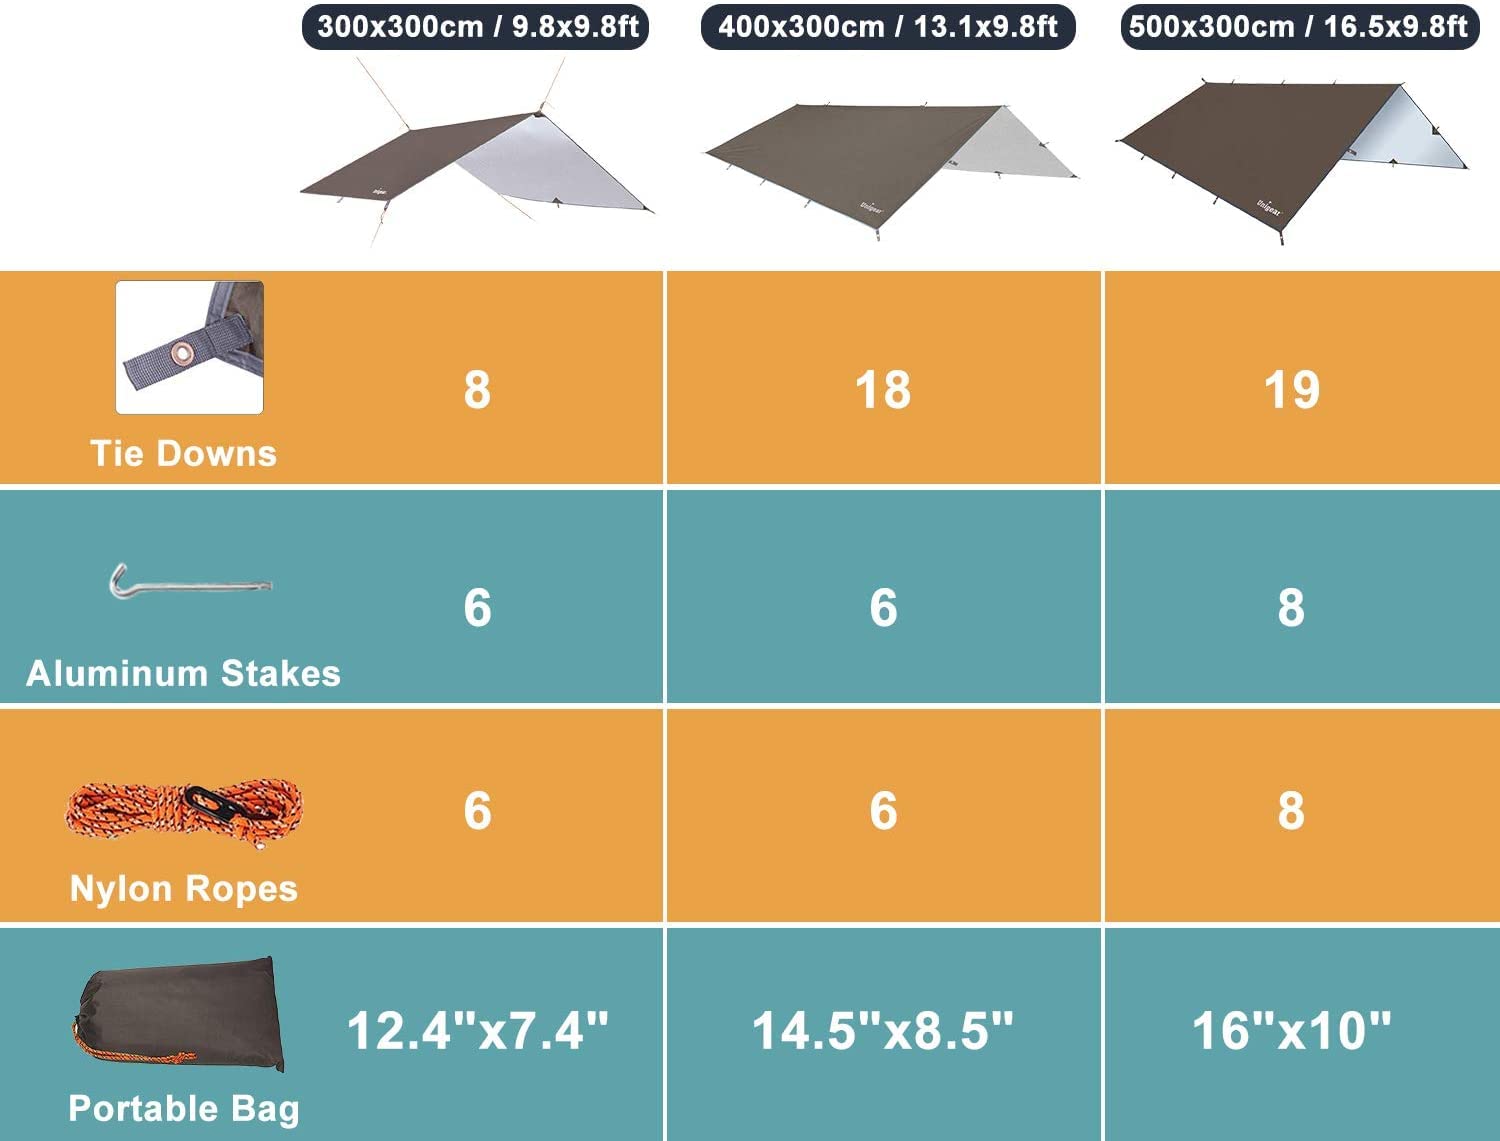 300x300cm / 9.8x9.8ft
400x300cm / 13.1x9.8ft
500x300cm / 16.5x9.8ft
Unigear
Unigear
Unigear
8
18
19
Tie Downs
6
6
8
Aluminum Stakes
6
6
8
Nylon Ropes
12.4"x7.4"
14.5"x8.5"
16"x10"
Portable Bag